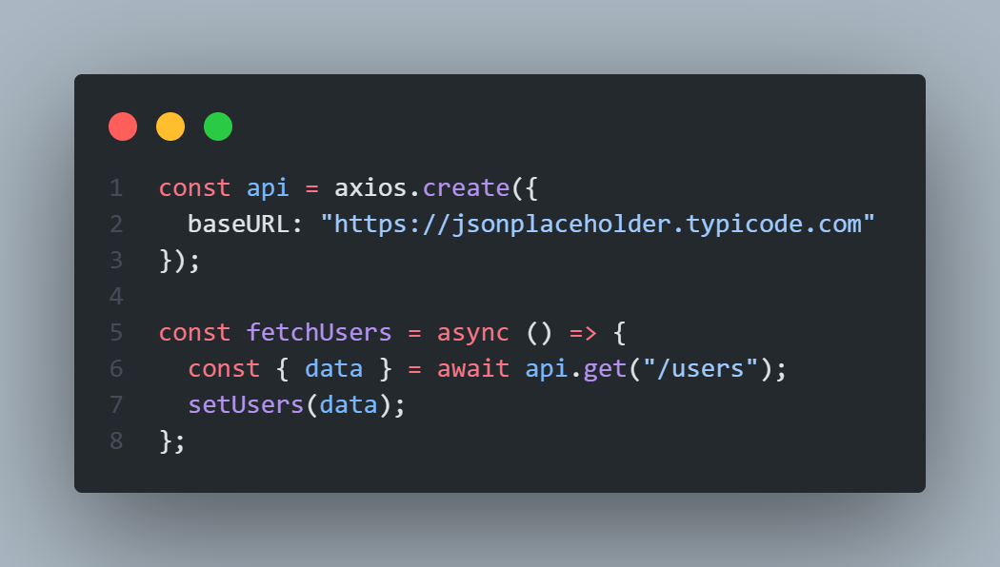 1 const api = axios.create({
2   baseURL: "https://jsonplaceholder.typicode.com"
3 });
4
5 const fetchUsers = async () => {
6   const { data } = await api.get("/users");
7   setUsers(data);
8 };